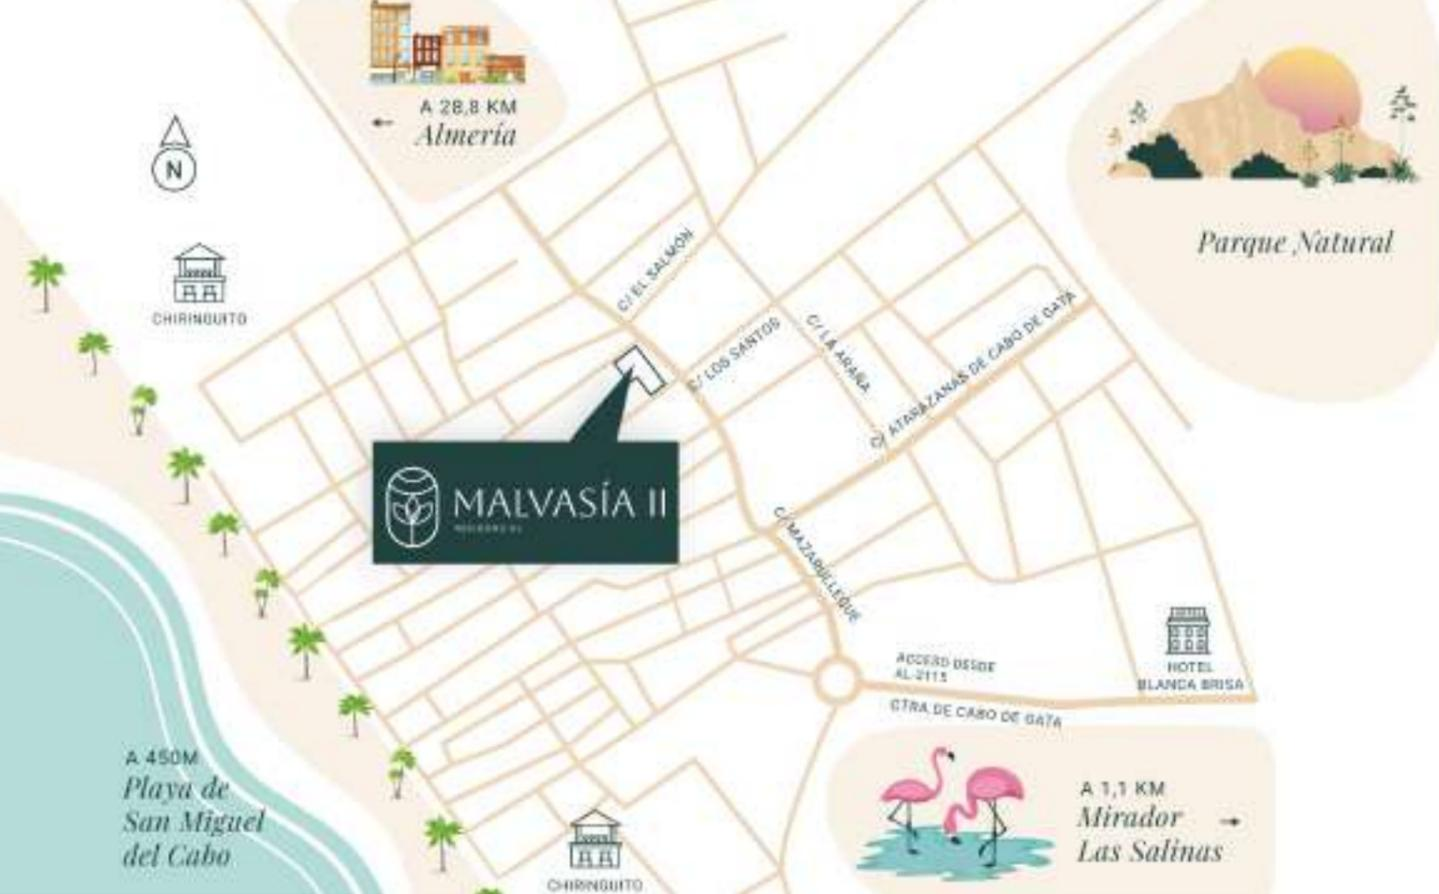 A 28,8 KM
Almería
N
CHIRINGUITO
Parque Natural
C/ EL SALMON
C/ LOS SANTOS
C/ LA ARAÑA
C/ ATARAZANAS DE CABO DE GATA
MALVASÍA II
RESIDENCIAL
C/ MAZARULLEQUE
ACCESO DESDE
AL-3115
CTRA DE CABO DE GATA
HOTEL
BLANCA BRISA
A 450M
Playa de
San Miguel
del Cabo
CHIRINGUITO
A 1,1 KM
Mirador
Las Salinas